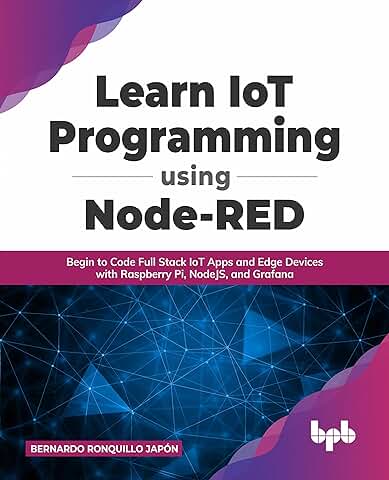 Learn IoT
Programming
using
Node-RED
Begin to Code Full Stack IoT Apps and Edge Devices
with Raspberry Pi, NodeJS, and Grafana
BERNARDO RONQUILLO JAPÓN
bpb